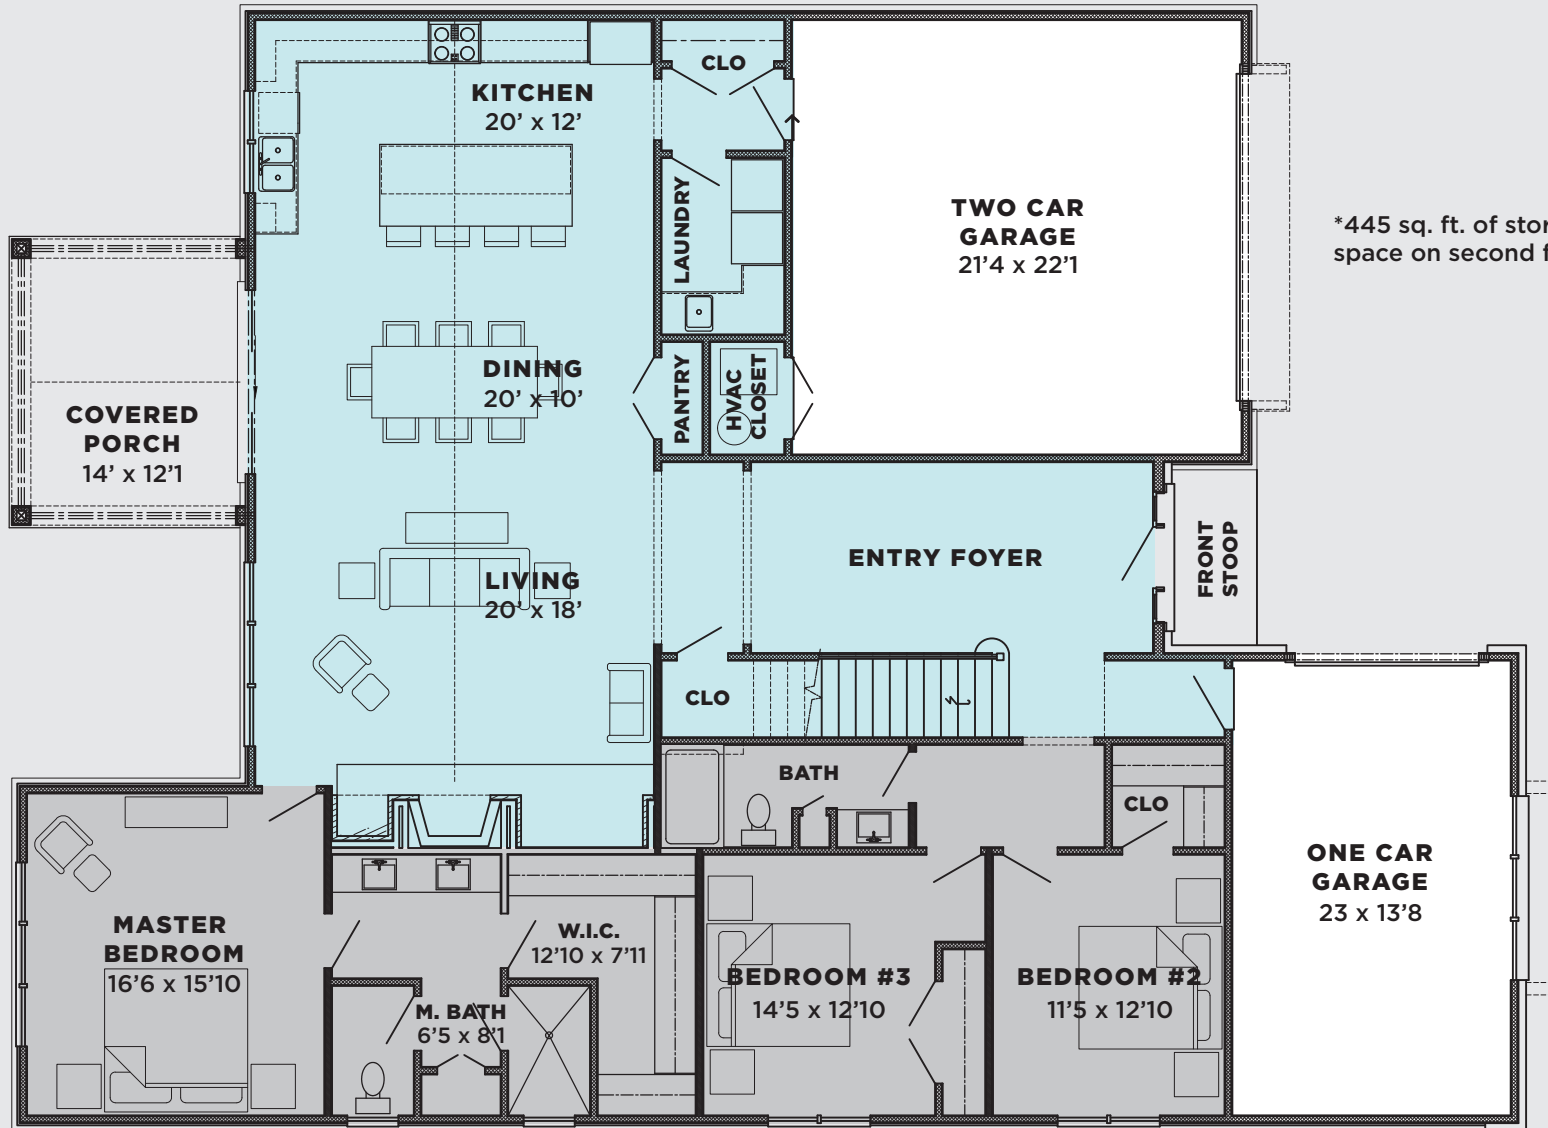 KITCHEN
20’ x 12’
CLO
LAUNDRY
TWO CAR
GARAGE
21'4 x 22'1
*445 sq. ft. of
space on second
DINING
20’ x 10’
PANTRY
HVAC
CLOSET
COVERED
PORCH
14’ x 12'1
LIVING
20’ x 18’
ENTRY FOYER
FRONT
STOOP
CLO
BATH
CLO
ONE CAR
GARAGE
23 x 13’8
MASTER
BEDROOM
16’6 x 15’10
W.I.C.
12’10 x 7’11
M. BATH
6’5 x 8’1
BEDROOM #3
14’5 x 12’10
BEDROOM #2
11’5 x 12’10